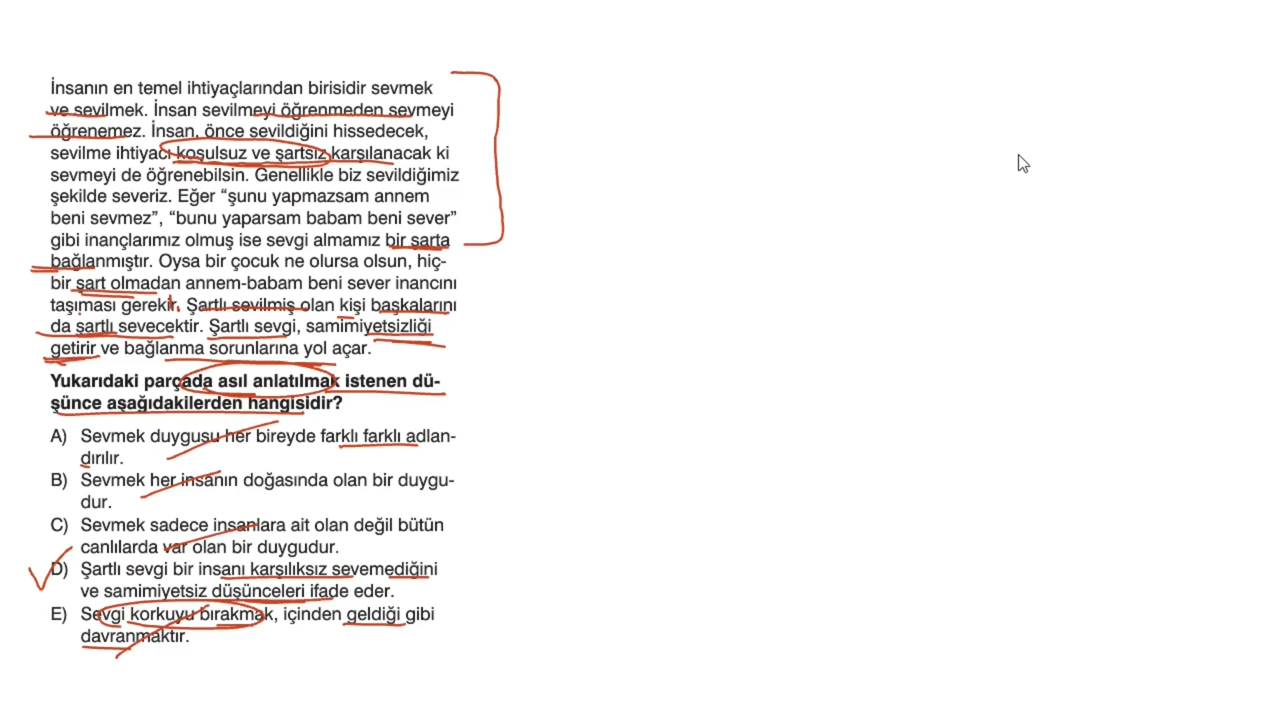 İnsanın en temel ihtiyaçlarından birisidir sevmek
ve sevilmek. İnsan sevilmeyi öğrenmeden sevmeyi
öğrenemez. İnsan, önce sevildiğini hissedecek,
sevilme ihtiyacı koşulsuz ve şartsız karşılanacak ki
sevmeyi de öğrenebilsin. Genellikle biz sevildiğimiz
şekilde severiz. Eğer “şunu yapmazsam annem
beni sevmez”, “bunu yaparsam babam beni sever”
gibi inançlarımız olmuş ise sevgi almamız bir şarta
bağlanmıştır. Oysa bir çocuk ne olursa olsun, hiç-
bir şart olmadan annem-babam beni sever inancını
taşıması gerekir. Şartlı sevilmiş olan kişi başkalarını
da şartlı sevecektir. Şartlı sevgi, samimiyetsizliği
getirir ve bağlanma sorunlarına yol açar.
Yukarıdaki parçada asıl anlatılmak istenen dü-
şünce aşağıdakilerden hangisidir?
A) Sevmek duygusu her bireyde farklı farklı adlan-
dırılır.
B) Sevmek her insanın doğasında olan bir duygu-
dur.
C) Sevmek sadece insanlara ait olan değil bütün
canlılarda var olan bir duygudur.
D) Şartlı sevgi bir insanı karşılıksız sevemediğini
ve samimiyetsiz düşünceleri ifade eder.
E) Sevgi korkuyu bırakmak, içinden geldiği gibi
davranmaktır.